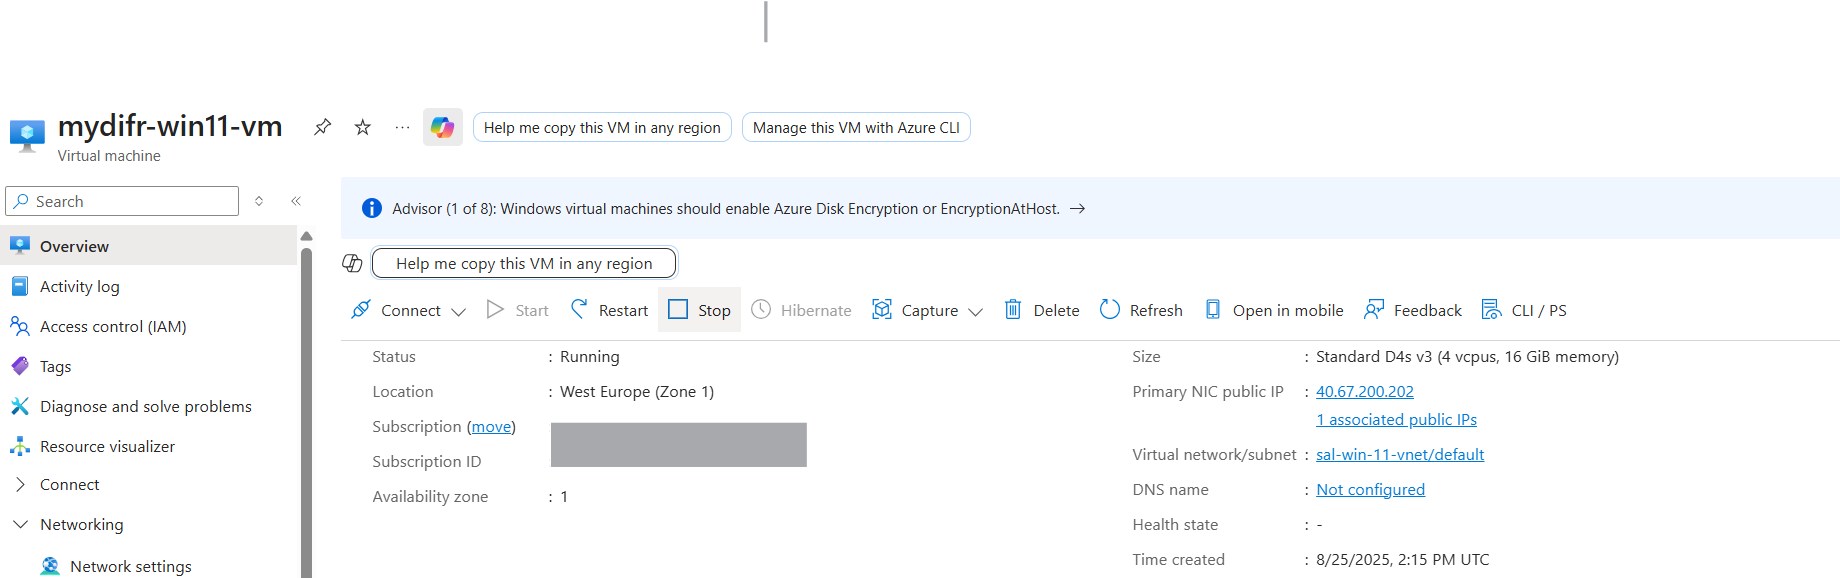 mydifr-win11-vm
Help me copy this VM in any region
Manage this VM with Azure CLI
Virtual machine
Search
Advisor (1 of 8): Windows virtual machines should enable Azure Disk Encryption or EncryptionAtHost.
Overview
Activity log
Access control (IAM)
Tags
Diagnose and solve problems
Resource visualizer
Connect
Networking
Network settings
Help me copy this VM in any region
Connect Start Restart Stop Hibernate Capture Delete Refresh Open in mobile Feedback CLI / PS
Status : Running
Location : West Europe (Zone 1)
Subscription (move)
Subscription ID
Availability zone : 1
Size : Standard D4s v3 (4 vcpus, 16 GiB memory)
Primary NIC public IP : 40.67.200.202
1 associated public IPs
Virtual network/subnet : sal-win-11-vnet/default
DNS name : Not configured
Health state : -
Time created : 8/25/2025, 2:15 PM UTC